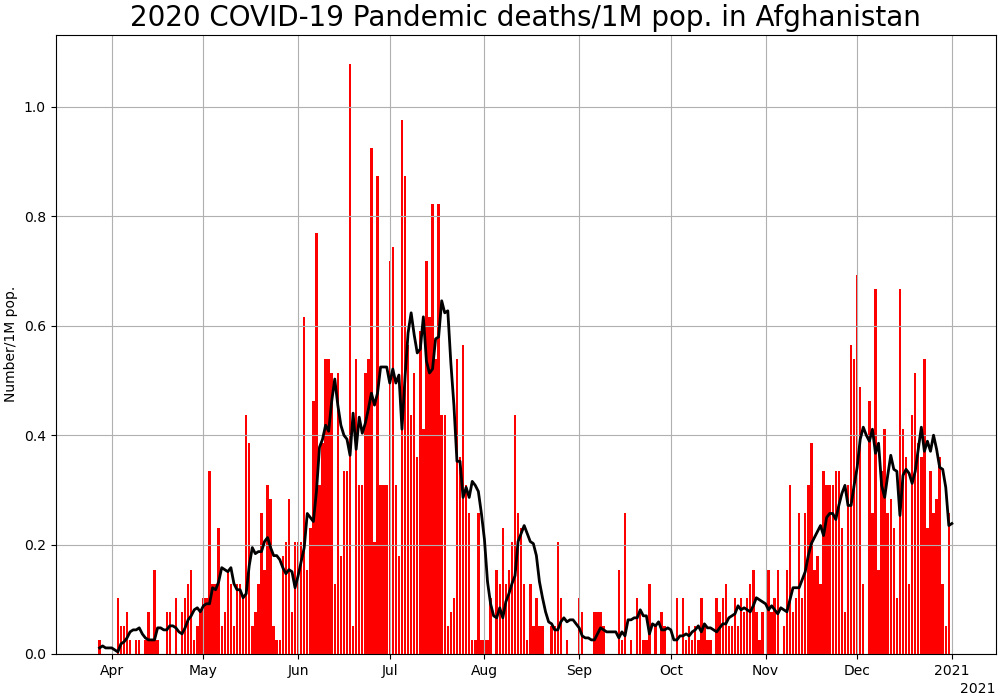 2020 COVID-19 Pandemic deaths/1M pop. in Afghanistan
Number/1M pop.
1.0
0.8
0.6
0.4
0.2
0.0
Apr May Jun Jul Aug Sep Oct Nov Dec 2021
2021